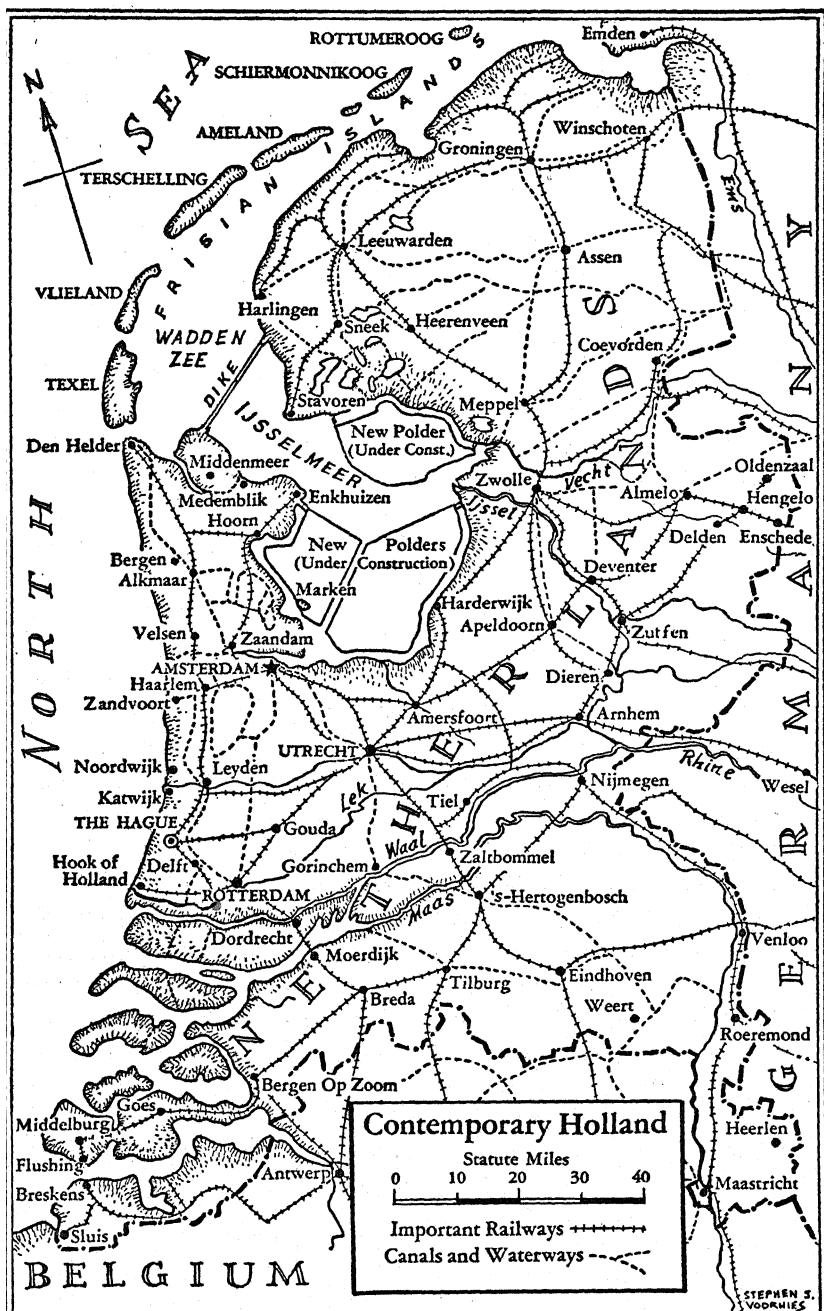 ROTTUMEROOG
Emden
SCHIERMONNIKOOG
N
NORTH SEA
AMELAND
FRISIAN ISLANDS
Groningen
Winschoten
TERSCHELLING
Ems
Leeuwarden
Assen
VLIELAND
Harlingen
WADDEN
ZEE
Sneek
Heerenveen
DIKE
Coevorden
TEXEL
Stavoren
Meppel
IJSSELMEER
New Polder
(Under Const.)
Den Helder
Middenmeer
Medemblik
Enkhuizen
Zwolle
Vecht
Oldenzaal
Almelo
Hengelo
Hoorn
IJssel
Delden
Enschede
New
Polders
(Under
Construction)
Bergen
Alkmaar
Marken
Deventer
Harderwijk
Velsen
Zaandam
Apeldoorn
Zutfen
AMSTERDAM
Haarlem
Dieren
Zandvoort
Amersfoort
Arnhem
UTRECHT
Noordwijk
Leyden
Rhine
Katwijk
Lek
Tiel
Nijmegen
Wesel
THE HAGUE
Gouda
Waal
Hook of
Holland
Delft
Gorinchem
Zaltbommel
ROTTERDAM
Maas
's-Hertogenbosch
Dordrecht
Venloo
Moerdijk
Eindhoven
Tilburg
Breda
Weert
Roeremond
NETHERLANDS
GERMANY
Bergen Op Zoom
Goes
Middelburg
Flushing
Breskens
Antwerp
Heerlen
Maastricht
Sluis
BELGIUM
Contemporary Holland
Statute Miles
0 10 20 30 40
Important Railways
Canals and Waterways
STEPHEN S.
VOORHIES